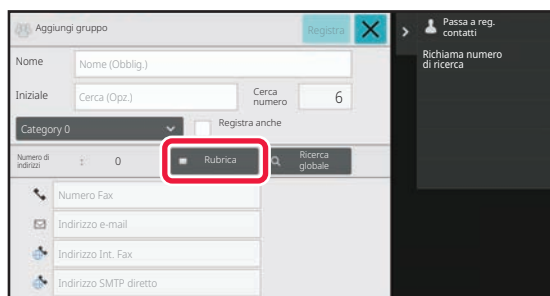 Aggiungi gruppo
Registra
Passa a reg.
contatti
Richiama numero
di ricerca
Nome
Nome (Obblig.)
Iniziale
Cerca (Opz.)
Cerca
numero
6
Category 0
Registra anche
Numero di
indirizzi
:
0
Rubrica
Ricerca
globale
Numero Fax
Indirizzo e-mail
Indirizzo Int. Fax
Indirizzo SMTP diretto